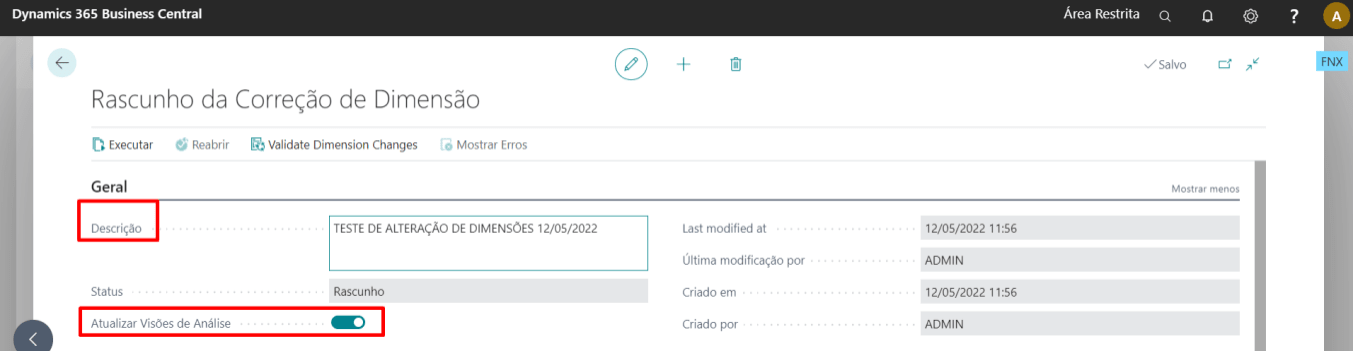 Dynamics 365 Business Central
Área Restrita
?
A
Salvo
FNX
Rascunho da Correção de Dimensão
Executar Reabrir Validate Dimension Changes Mostrar Erros
Geral
Mostrar menos
Descrição
TESTE DE ALTERAÇÃO DE DIMENSÕES 12/05/2022
Status
Rascunho
Atualizar Visões de Análise
Last modified at
12/05/2022 11:56
Última modificação por
ADMIN
Criado em
12/05/2022 11:56
Criado por
ADMIN